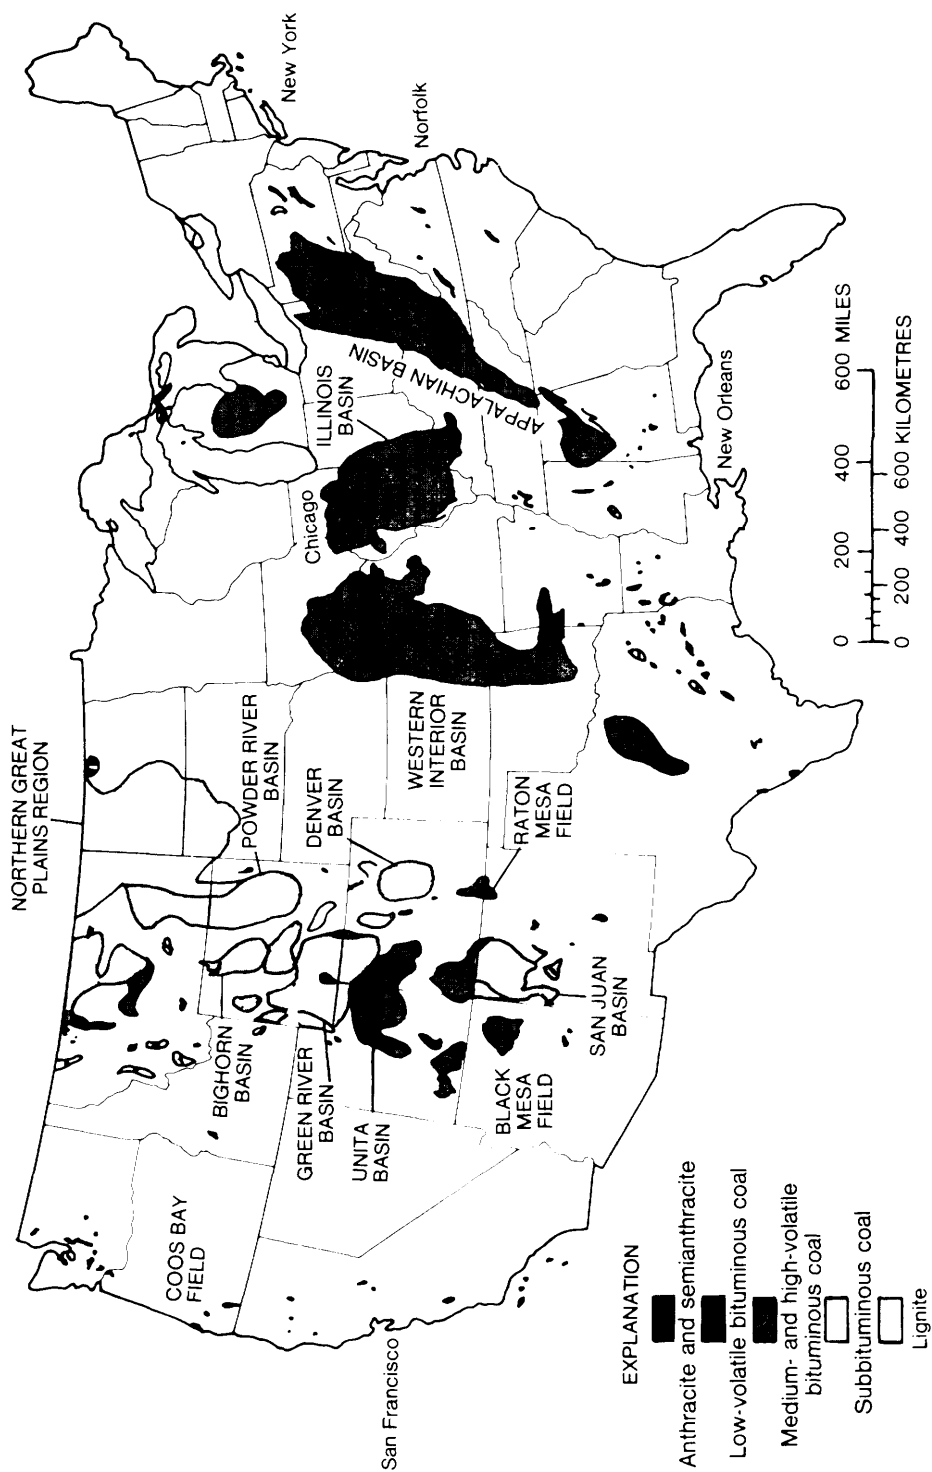 NORTHERN GREAT
PLAINS REGION
POWDER RIVER
BASIN
DENVER
BASIN
WESTERN
INTERIOR
BASIN
RATON
MESA
FIELD
ILLINOIS
BASIN
APPALACHIAN BASIN
Chicago
New York
Norfolk
New Orleans
BIGHORN
BASIN
GREEN RIVER
BASIN
UNITA
BASIN
BLACK
MESA
FIELD
SAN JUAN
BASIN
COOS BAY
FIELD
San Francisco
EXPLANATION
Anthracite and semianthracite
Low-volatile bituminous coal
Medium- and high-volatile
bituminous coal
Subbituminous coal
Lignite
0 200 400 600 MILES
0 200 400 600 KILOMETRES